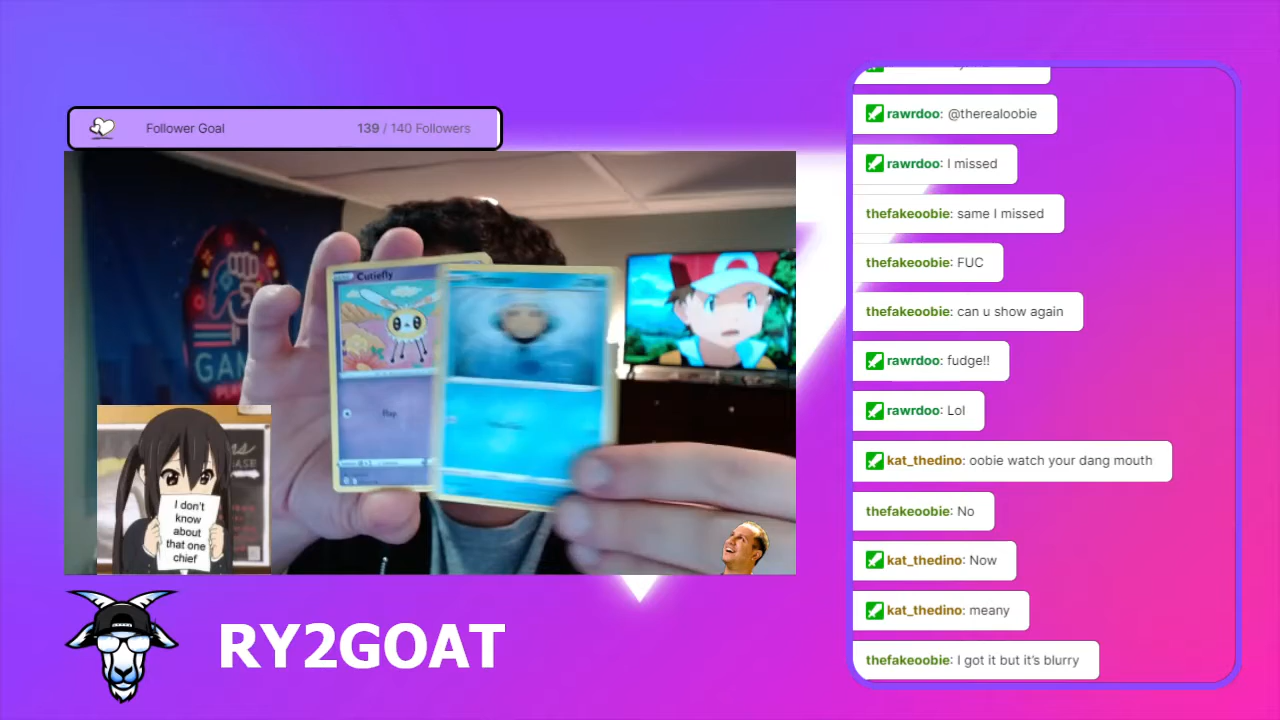 Follower Goal
139 / 140 Followers
Cutiefly
GAM
I don't
know
about
that one
chief
RY2GOAT
rawrdoo: @therealoobie
rawrdoo: I missed
thefakeoobie: same I missed
thefakeoobie: FUC
thefakeoobie: can u show again
rawrdoo: fudge!!
rawrdoo: Lol
kat_thedino: oobie watch your dang mouth
thefakeoobie: No
kat_thedino: Now
kat_thedino: meany
thefakeoobie: I got it but it's blurry